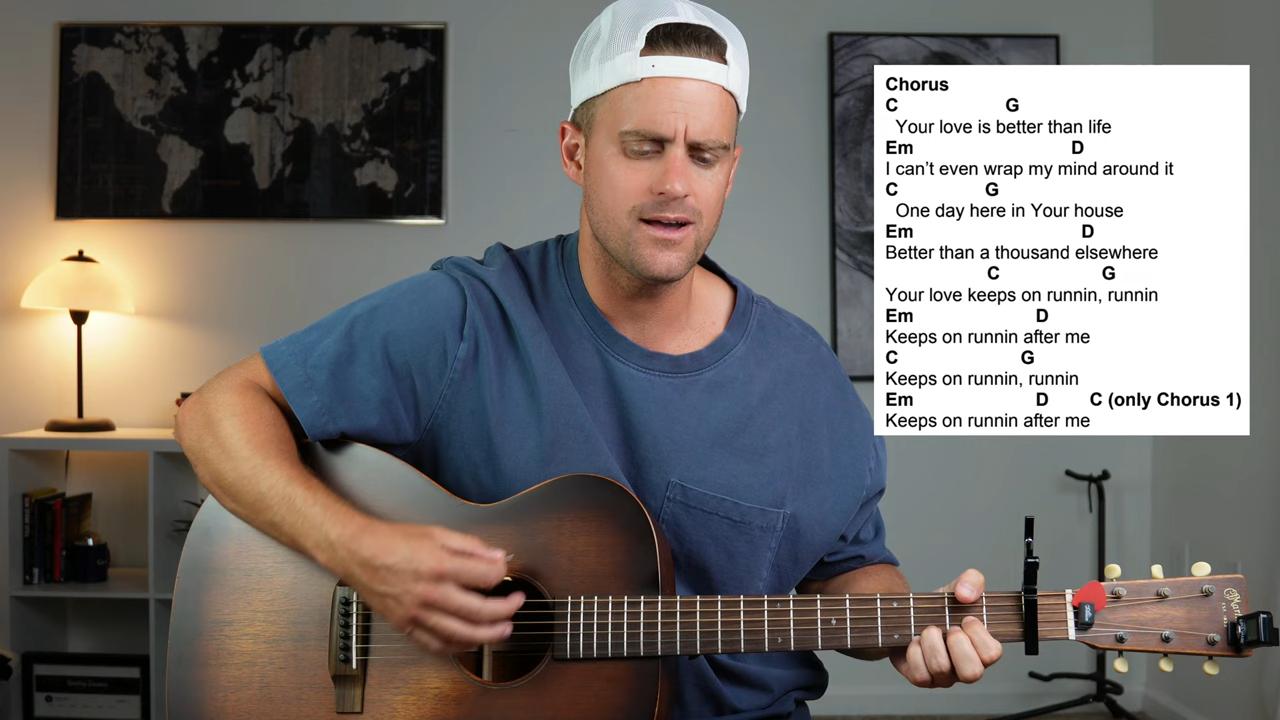 Chorus
C G
Your love is better than life
Em D
I can’t even wrap my mind around it
C G
One day here in Your house
Em D
Better than a thousand elsewhere
C G
Your love keeps on runnin, runnin
Em D
Keeps on runnin after me
C G
Keeps on runnin, runnin
Em D C (only Chorus 1)
Keeps on runnin after me